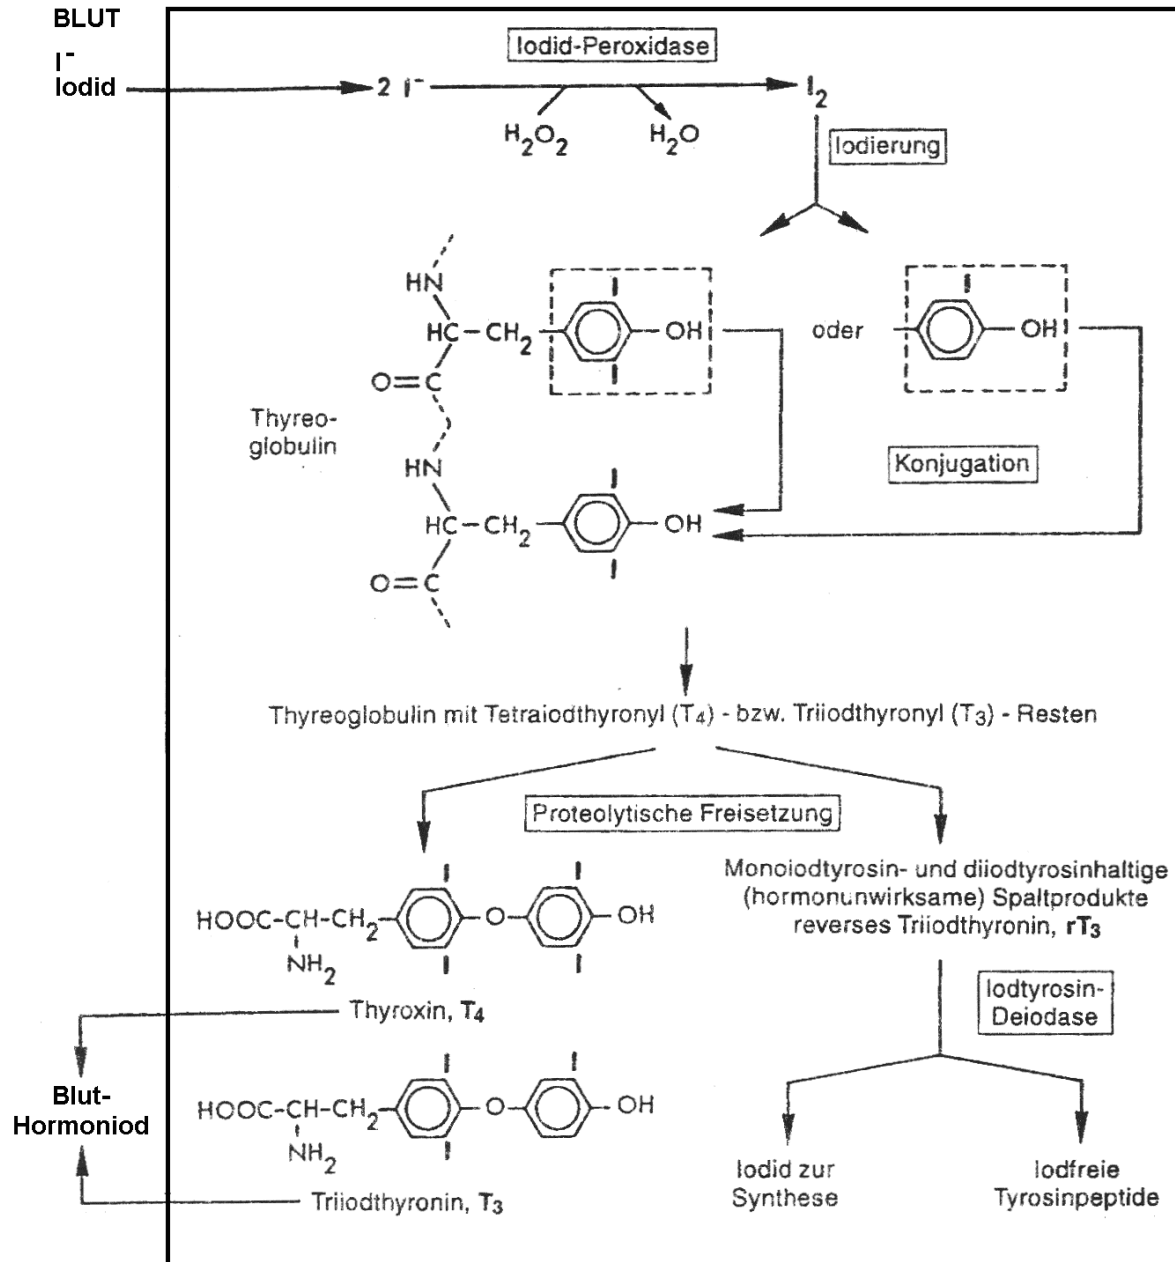 BLUT
I⁻
Iodid
2 I⁻
Iodid-Peroxidase
H₂O₂
H₂O
I₂
Iodierung
HN
I
HC-CH₂
OH
I
O=C
oder
I
OH
Thyreo-
globulin
HN
I
HC-CH₂
OH
I
O=C
Konjugation
Thyreoglobulin mit Tetraiodthyronyl (T₄) - bzw. Triiodthyronyl (T₃) - Resten
Proteolytische Freisetzung
I I
HOOC-CH-CH₂ O OH
NH₂ I I
Thyroxin, T₄
Monoiodtyrosin- und diiodtyrosinhaltige
(hormonunwirksame) Spaltprodukte
reverses Triiodthyronin, rT₃
Iodtyrosin-
Deiodase
Blut-
Hormoniod
I I
HOOC-CH-CH₂ O OH
NH₂ I
Triiodthyronin, T₃
Iodid zur
Synthese
Iodfreie
Tyrosinpeptide